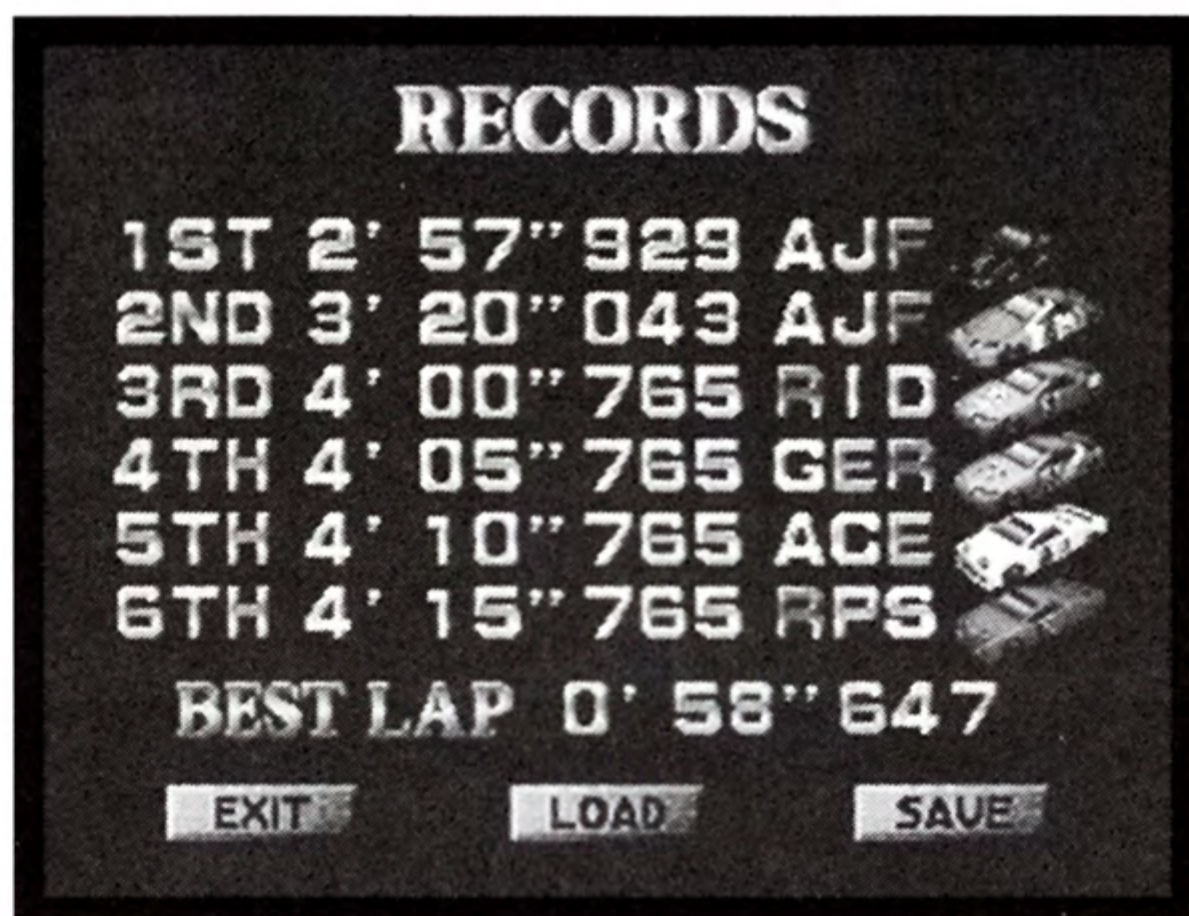 RECORDS
1ST 2' 57" 929 AJF
2ND 3' 20" 043 AJF
3RD 4' 00" 765 RID
4TH 4' 05" 765 GER
5TH 4' 10" 765 ACE
6TH 4' 15" 765 RPS
BEST LAP 0' 58" 647
EXIT LOAD SAVE